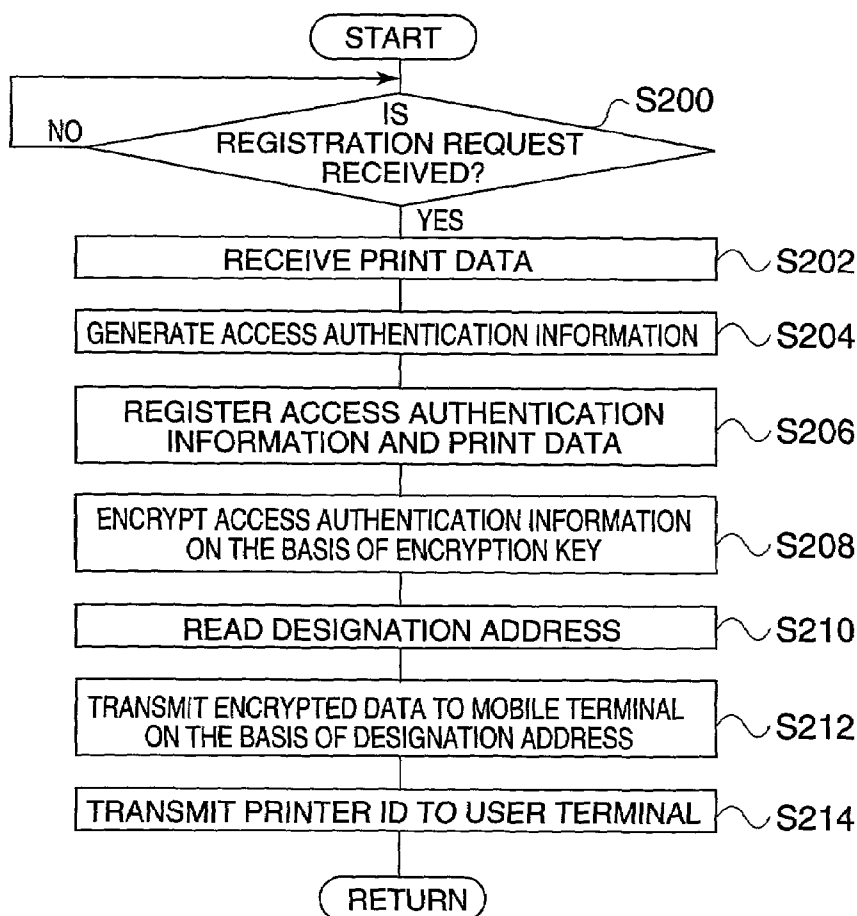 START
S200
IS
NO
REGISTRATION REQUEST
RECEIVED?
YES
RECEIVE PRINT DATA
S202
GENERATE ACCESS AUTHENTICATION INFORMATION
S204
REGISTER ACCESS AUTHENTICATION
INFORMATION AND PRINT DATA
S206
ENCRYPT ACCESS AUTHENTICATION INFORMATION
ON THE BASIS OF ENCRYPTION KEY
S208
READ DESIGNATION ADDRESS
S210
TRANSMIT ENCRYPTED DATA TO MOBILE TERMINAL
ON THE BASIS OF DESIGNATION ADDRESS
S212
TRANSMIT PRINTER ID TO USER TERMINAL
S214
RETURN